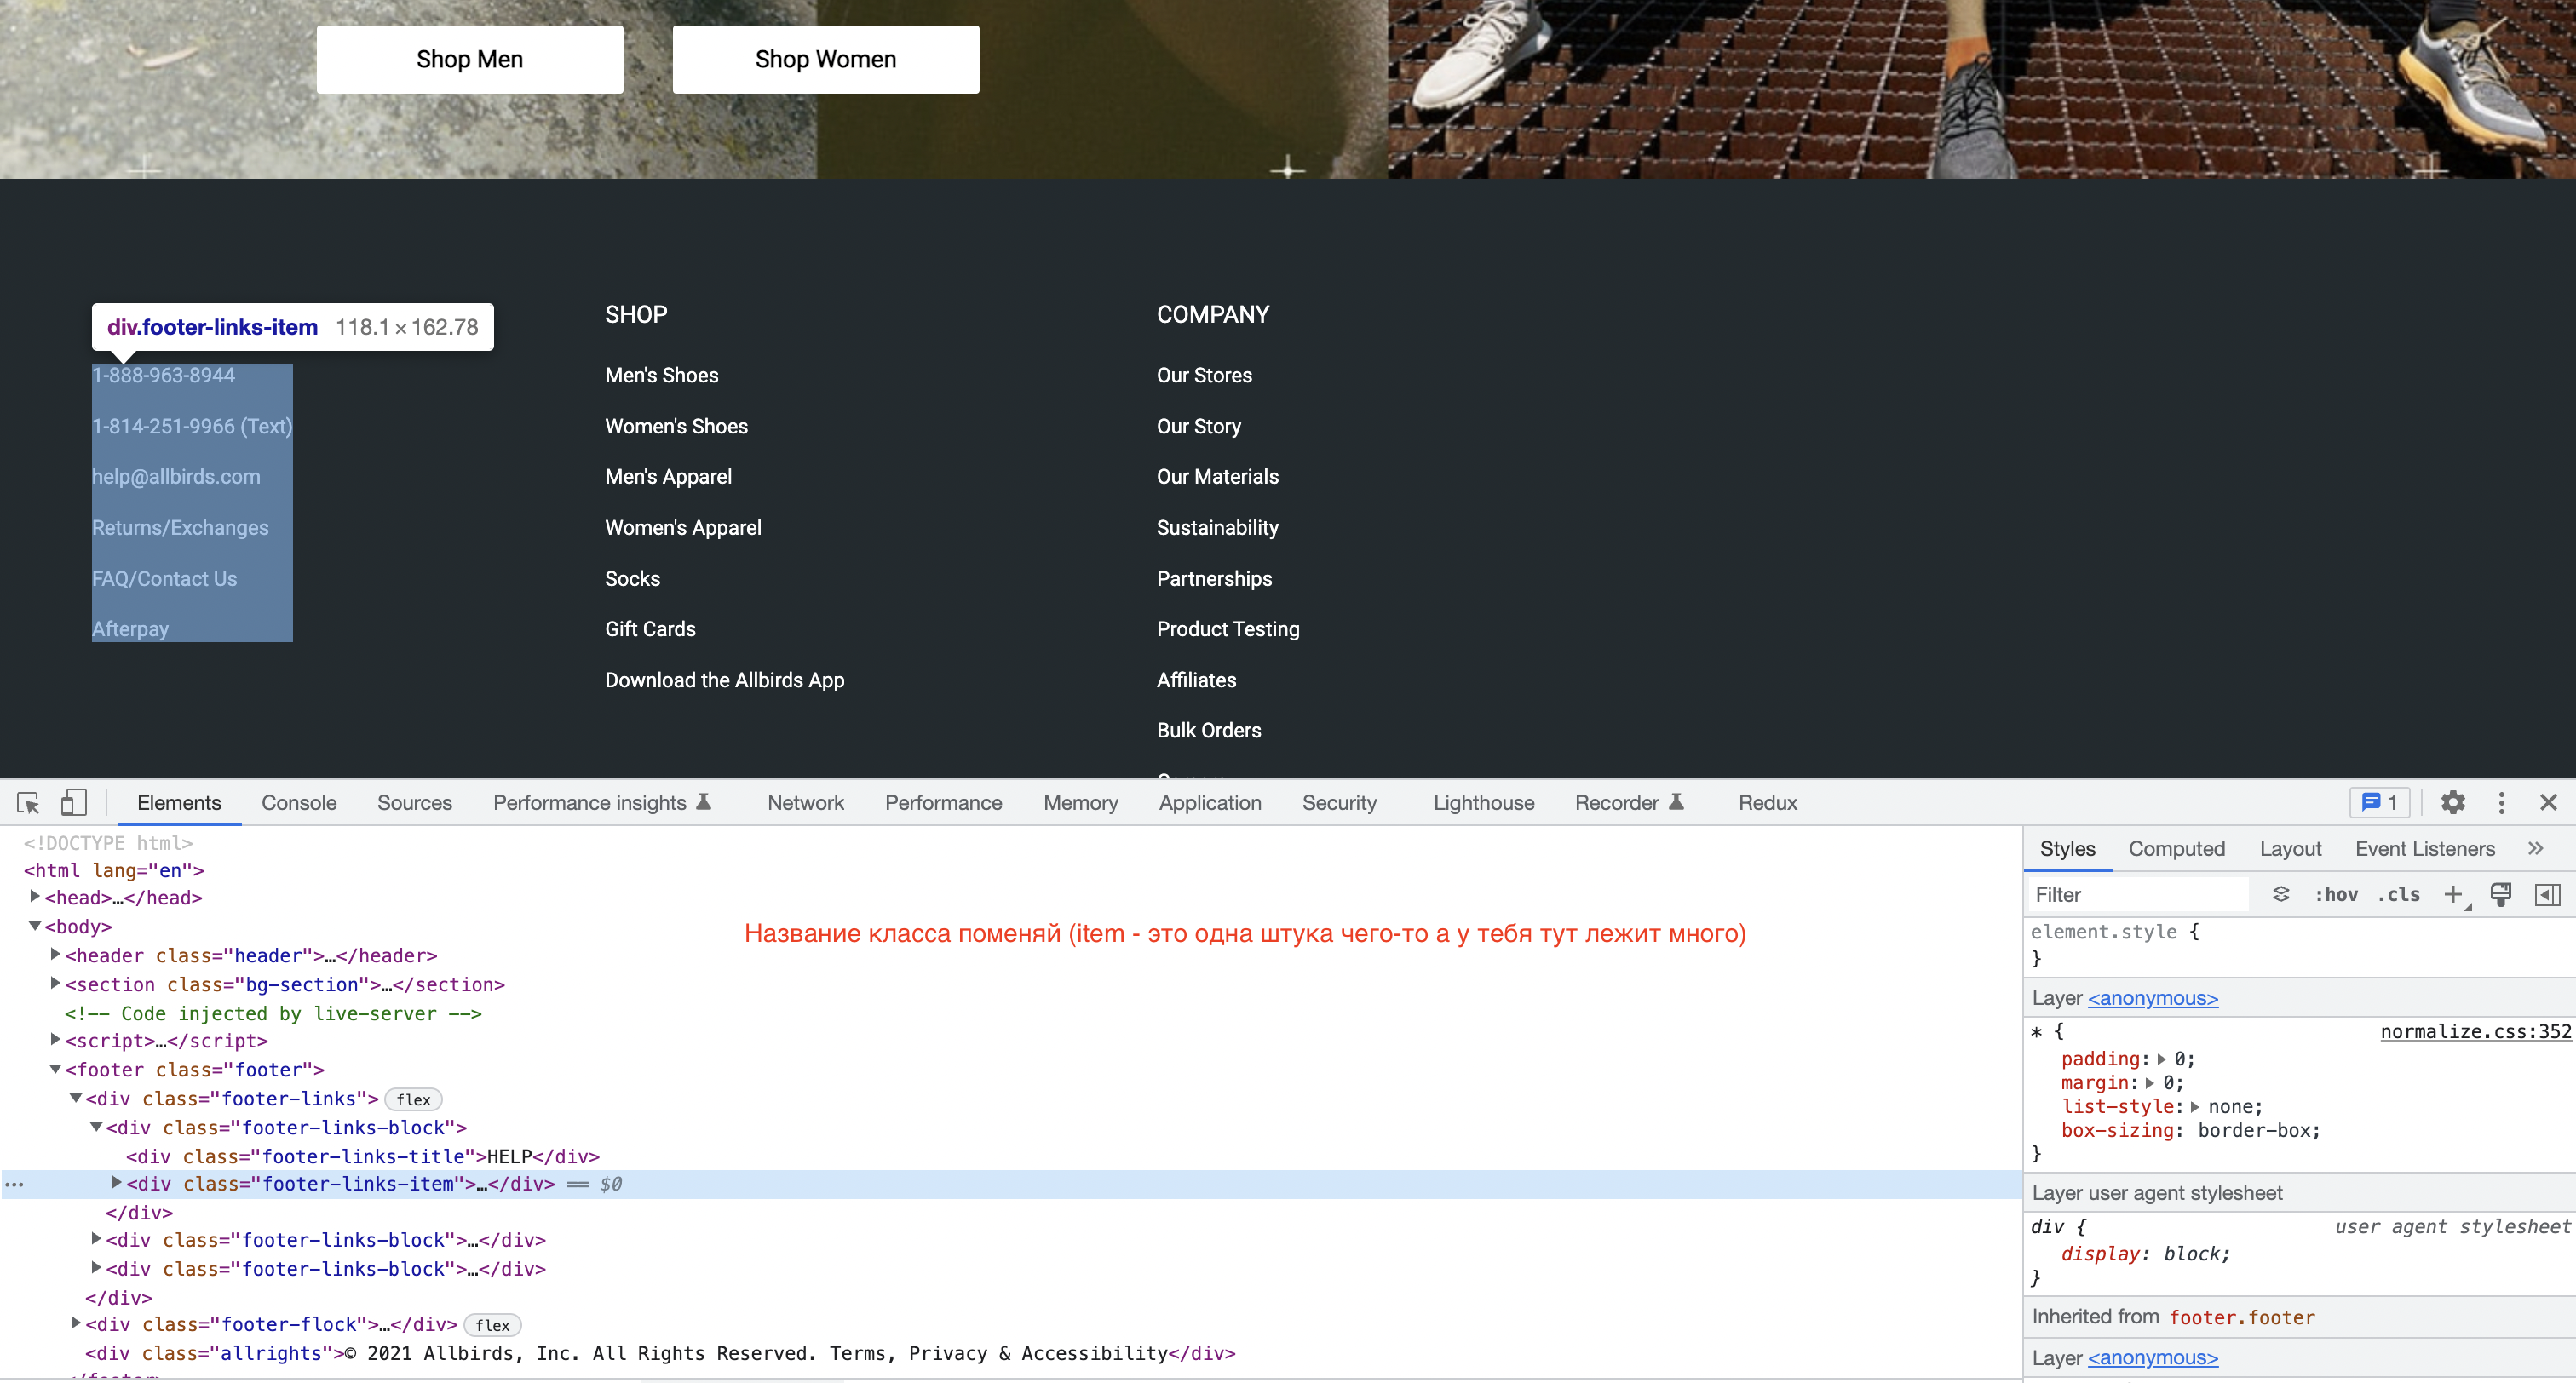 Shop Men
Shop Women
div.footer-links-item 118.1 × 162.78
1-888-963-8944
1-814-251-9966 (Text)
help@allbirds.com
Returns/Exchanges
FAQ/Contact Us
Afterpay
SHOP
Men's Shoes
Women's Shoes
Men's Apparel
Women's Apparel
Socks
Gift Cards
Download the Allbirds App
COMPANY
Our Stores
Our Story
Our Materials
Sustainability
Partnerships
Product Testing
Affiliates
Bulk Orders
Elements Console Sources Performance insights Network Performance Memory Application Security Lighthouse Recorder Redux 1
<!DOCTYPE html>
<html lang="en">
<head>…</head>
<body>
Название класса поменяй (item - это одна штука чего-то а у тебя тут лежит много)
<header class="header">…</header>
<section class="bg-section">…</section>
<!-- Code injected by live-server -->
<script>…</script>
<footer class="footer">
<div class="footer-links"> flex
<div class="footer-links-block">
<div class="footer-links-title">HELP</div>
<div class="footer-links-item">…</div> == $0
</div>
<div class="footer-links-block">…</div>
<div class="footer-links-block">…</div>
</div>
<div class="footer-flock">…</div> flex
<div class="allrights">© 2021 Allbirds, Inc. All Rights Reserved. Terms, Privacy & Accessibility</div>
Styles Computed Layout Event Listeners
Filter :hov .cls
element.style {
}
Layer <anonymous>
* { normalize.css:352
padding: 0;
margin: 0;
list-style: none;
box-sizing: border-box;
}
Layer user agent stylesheet
div { user agent stylesheet
display: block;
}
Inherited from footer.footer
Layer <anonymous>